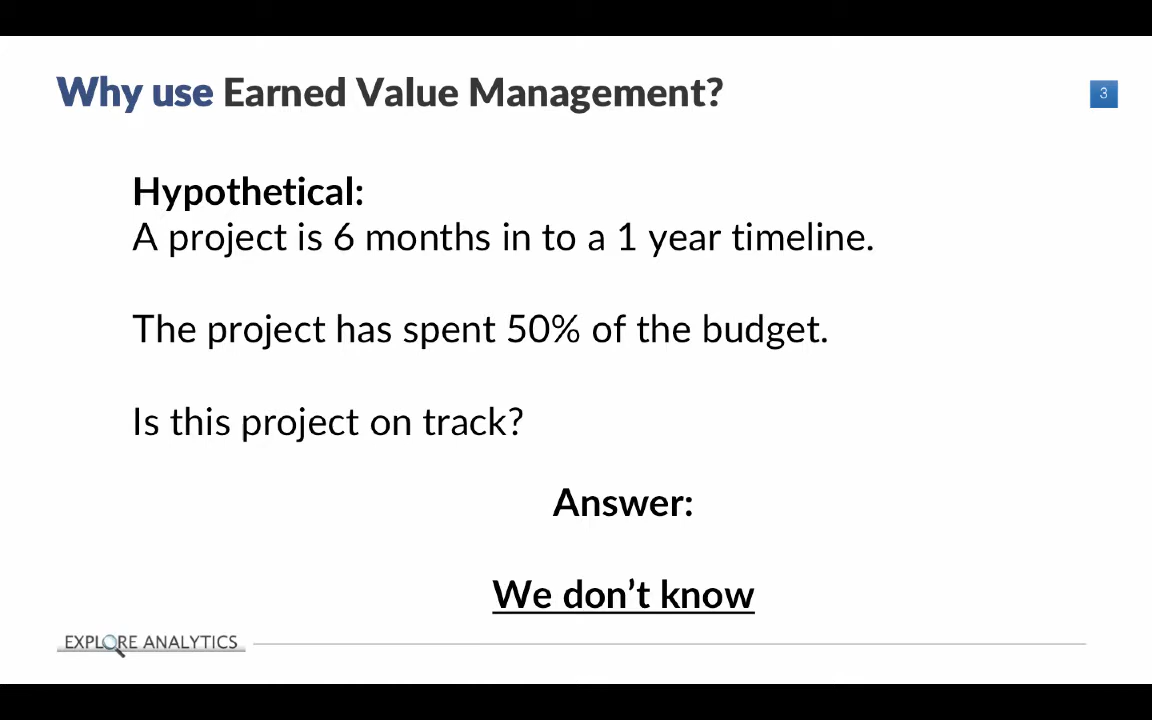 Why use Earned Value Management?
3
Hypothetical:
A project is 6 months in to a 1 year timeline.
The project has spent 50% of the budget.
Is this project on track?
Answer:
We don’t know
EXPLORE ANALYTICS